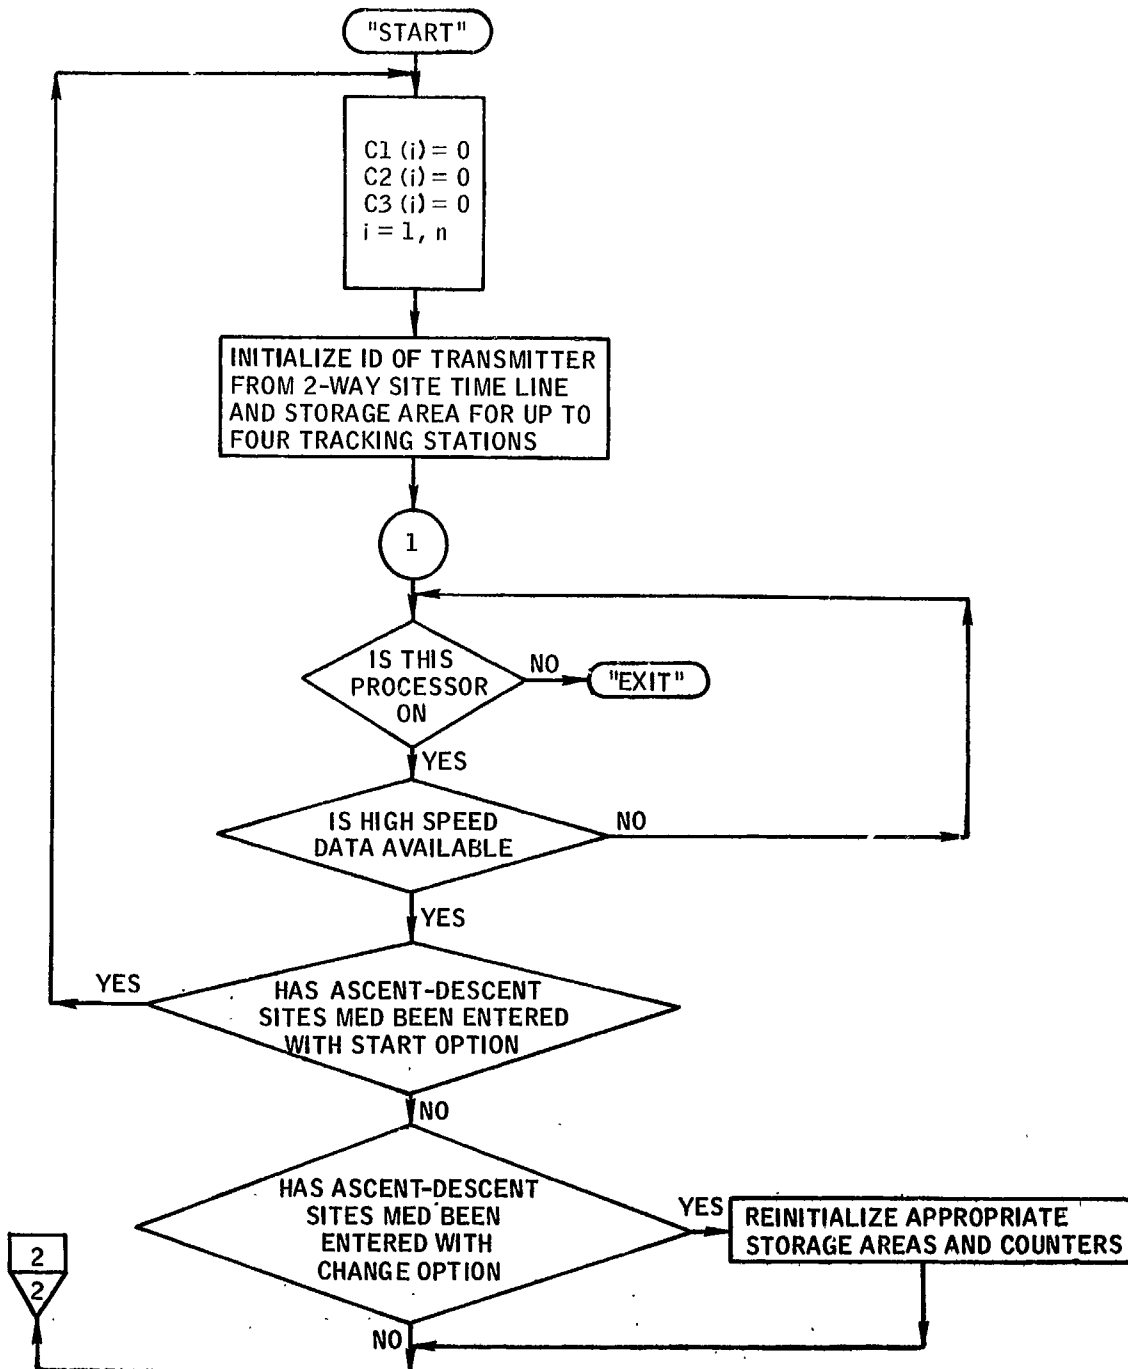 "START"
C1 (i) = 0
C2 (i) = 0
C3 (i) = 0
i = 1, n
INITIALIZE ID OF TRANSMITTER
FROM 2-WAY SITE TIME LINE
AND STORAGE AREA FOR UP TO
FOUR TRACKING STATIONS
1
IS THIS
PROCESSOR
ON
NO
"EXIT"
YES
IS HIGH SPEED
DATA AVAILABLE
NO
YES
HAS ASCENT-DESCENT
SITES MED BEEN ENTERED
WITH START OPTION
YES
NO
HAS ASCENT-DESCENT
SITES MED BEEN
ENTERED WITH
CHANGE OPTION
YES
REINITIALIZE APPROPRIATE
STORAGE AREAS AND COUNTERS
NO
2
2